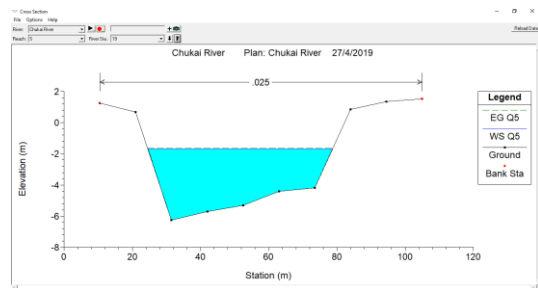 Cross Section
File Options Help
River: Chukai River
Reload Data
Reach: 5 River Sta.: 19
Chukai River Plan: Chukai River 27/4/2019
.025
Legend
EG Q5
WS Q5
Ground
Bank Sta
Elevation (m)
2
0
-2
-4
-6
-8
0 20 40 60 80 100 120
Station (m)